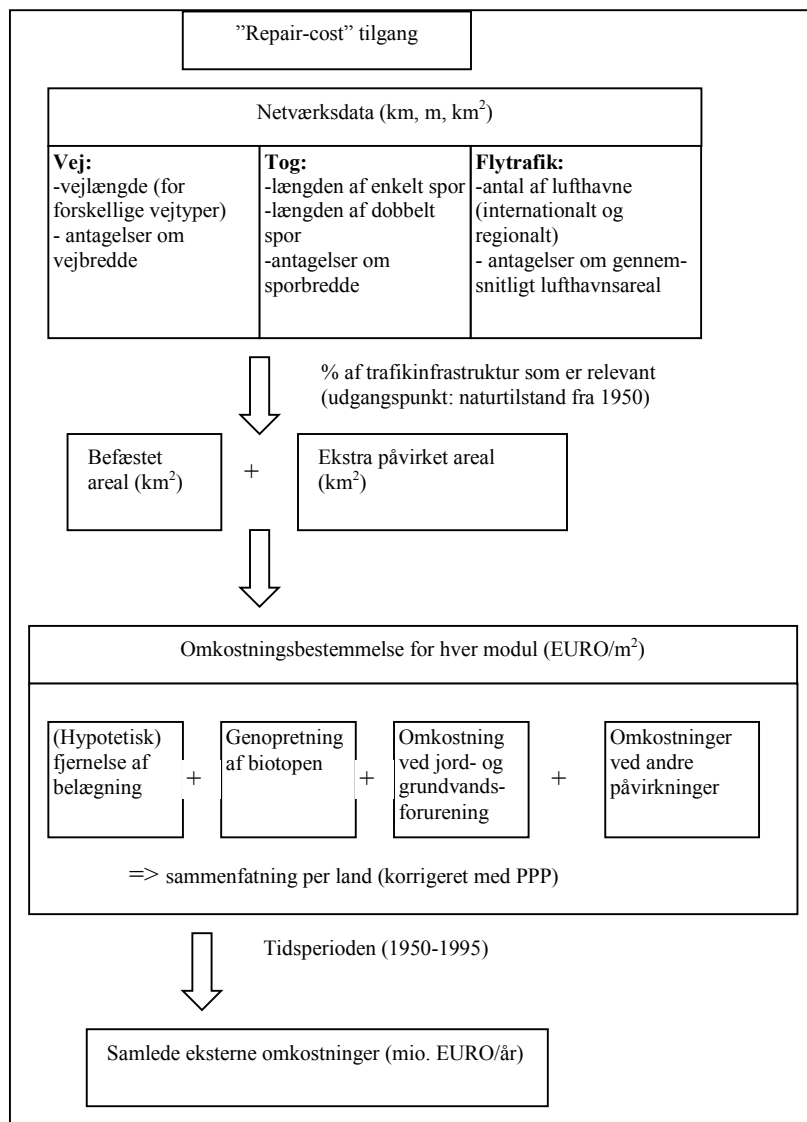 ”Repair-cost” tilgang
Netværksdata (km, m, km²)
Vej:
-vejlængde (for
forskellige vejtyper)
- antagelser om
vejbredde
Tog:
-længden af enkelt spor
-længden af dobbelt
spor
-antagelser om
sporbredde
Flytrafik:
-antal af lufthavne
(internationalt og
regionalt)
- antagelser om gennem-
snitligt lufthavnsareal
% af trafikinfrastruktur som er relevant
(udgangspunkt: naturtilstand fra 1950)
Befæstet
areal (km²)
+
Ekstra påvirket areal
(km²)
Omkostningsbestemmelse for hver modul (EURO/m²)
(Hypotetisk)
fjernelse af
belægning
+
Genopretning
af biotopen
+
Omkostning
ved jord- og
grundvands-
forurening
+
Omkostninger
ved andre
påvirkninger
=> sammenfatning per land (korrigeret med PPP)
Tidsperioden (1950-1995)
Samlede eksterne omkostninger (mio. EURO/år)